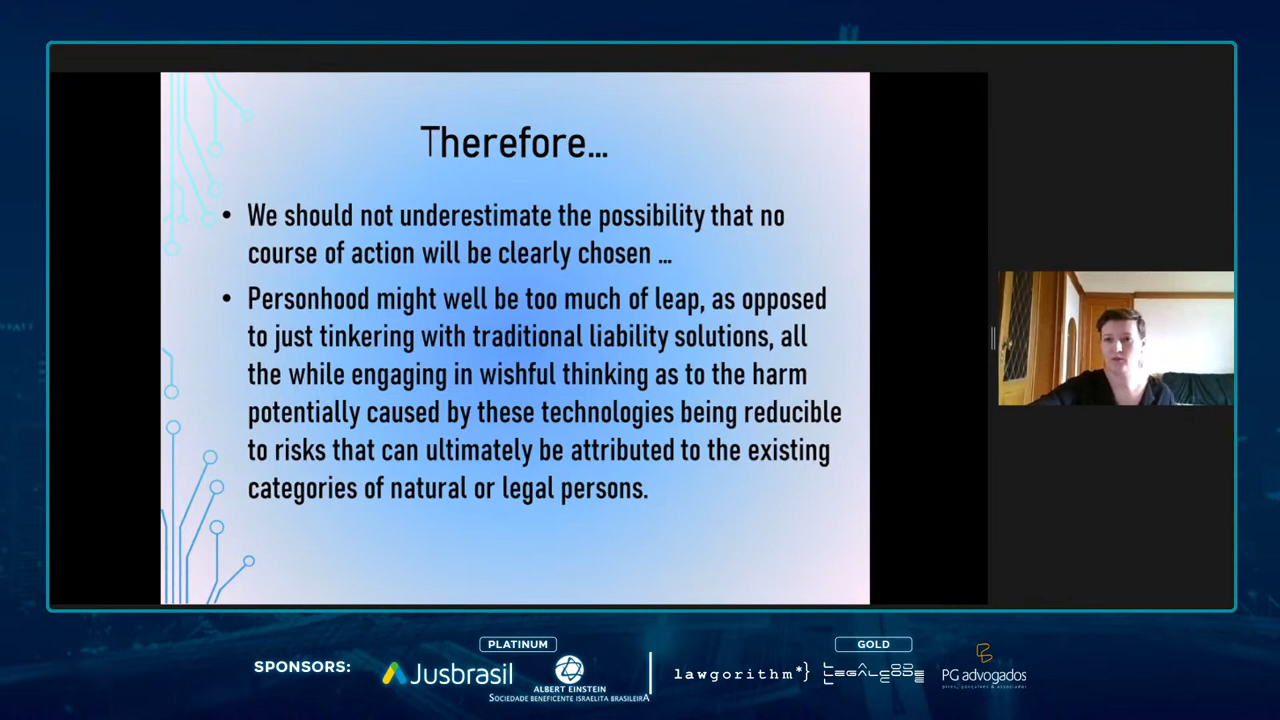 Therefore...
• We should not underestimate the possibility that no
course of action will be clearly chosen ...
• Personhood might well be too much of leap, as opposed
to just tinkering with traditional liability solutions, all
the while engaging in wishful thinking as to the harm
potentially caused by these technologies being reducible
to risks that can ultimately be attributed to the existing
categories of natural or legal persons.
SPONSORS:
PLATINUM
Jusbrasil
ALBERT EINSTEIN
SOCIEDADE BENEFICENTE ISRAELITA BRASILEIRA
GOLD
lawgorithm*}
PG advogados